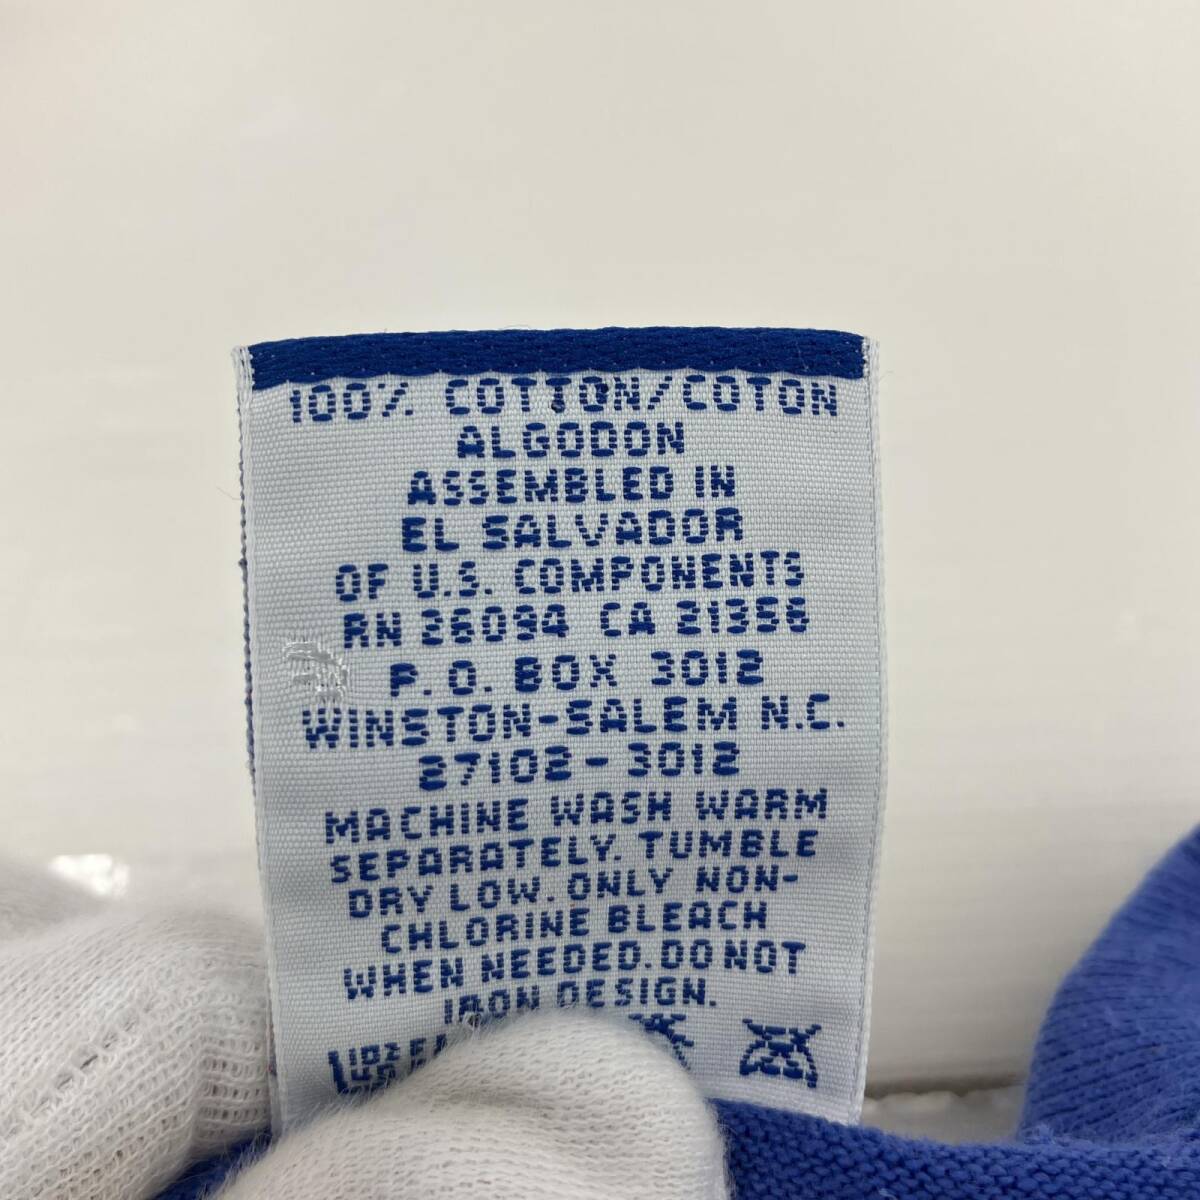 100% COTTON/COTON
ALGODON
ASSEMBLED IN
EL SALVADOR
OF U.S. COMPONENTS
RN 26094 CA 21356
P.O. BOX 3012
WINSTON-SALEM N.C.
27102-3012
MACHINE WASH WARM
SEPARATELY. TUMBLE
DRY LOW. ONLY NON-
CHLORINE BLEACH
WHEN NEEDED. DO NOT
IRON DESIGN.